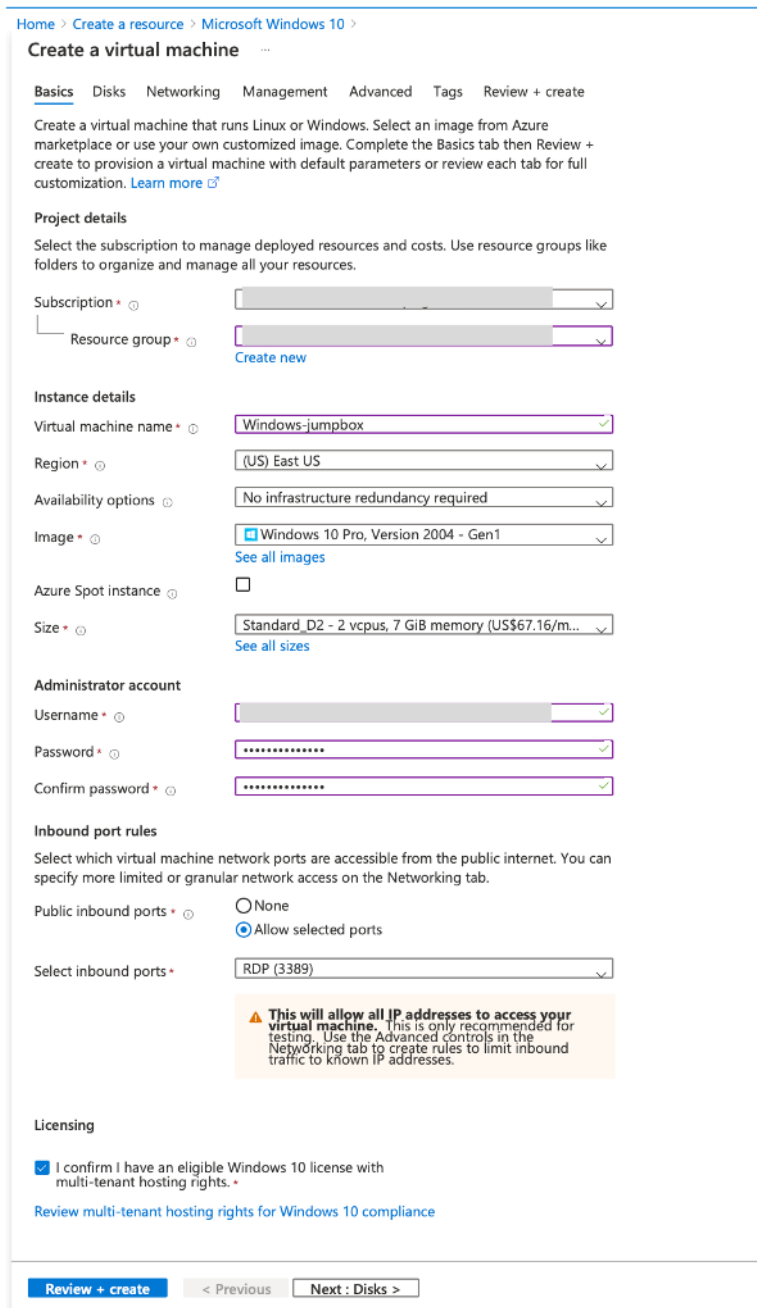 Home > Create a resource > Microsoft Windows 10 >
Create a virtual machine ...
Basics Disks Networking Management Advanced Tags Review + create
Create a virtual machine that runs Linux or Windows. Select an image from Azure
marketplace or use your own customized image. Complete the Basics tab then Review +
create to provision a virtual machine with default parameters or review each tab for full
customization. Learn more
Project details
Select the subscription to manage deployed resources and costs. Use resource groups like
folders to organize and manage all your resources.
Subscription *
Resource group *
Create new
Instance details
Virtual machine name * Windows-jumpbox
Region * (US) East US
Availability options No infrastructure redundancy required
Image * Windows 10 Pro, Version 2004 - Gen1
See all images
Azure Spot instance
Size * Standard_D2 - 2 vcpus, 7 GiB memory (US$67.16/m...
See all sizes
Administrator account
Username *
Password * ••••••••••••••
Confirm password * ••••••••••••••
Inbound port rules
Select which virtual machine network ports are accessible from the public internet. You can
specify more limited or granular network access on the Networking tab.
Public inbound ports * None
Allow selected ports
Select inbound ports * RDP (3389)
This will allow all IP addresses to access your
virtual machine. This is only recommended for
testing. Use the Advanced controls in the
Networking tab to create rules to limit inbound
traffic to known IP addresses.
Licensing
I confirm I have an eligible Windows 10 license with
multi-tenant hosting rights. *
Review multi-tenant hosting rights for Windows 10 compliance
Review + create < Previous Next : Disks >